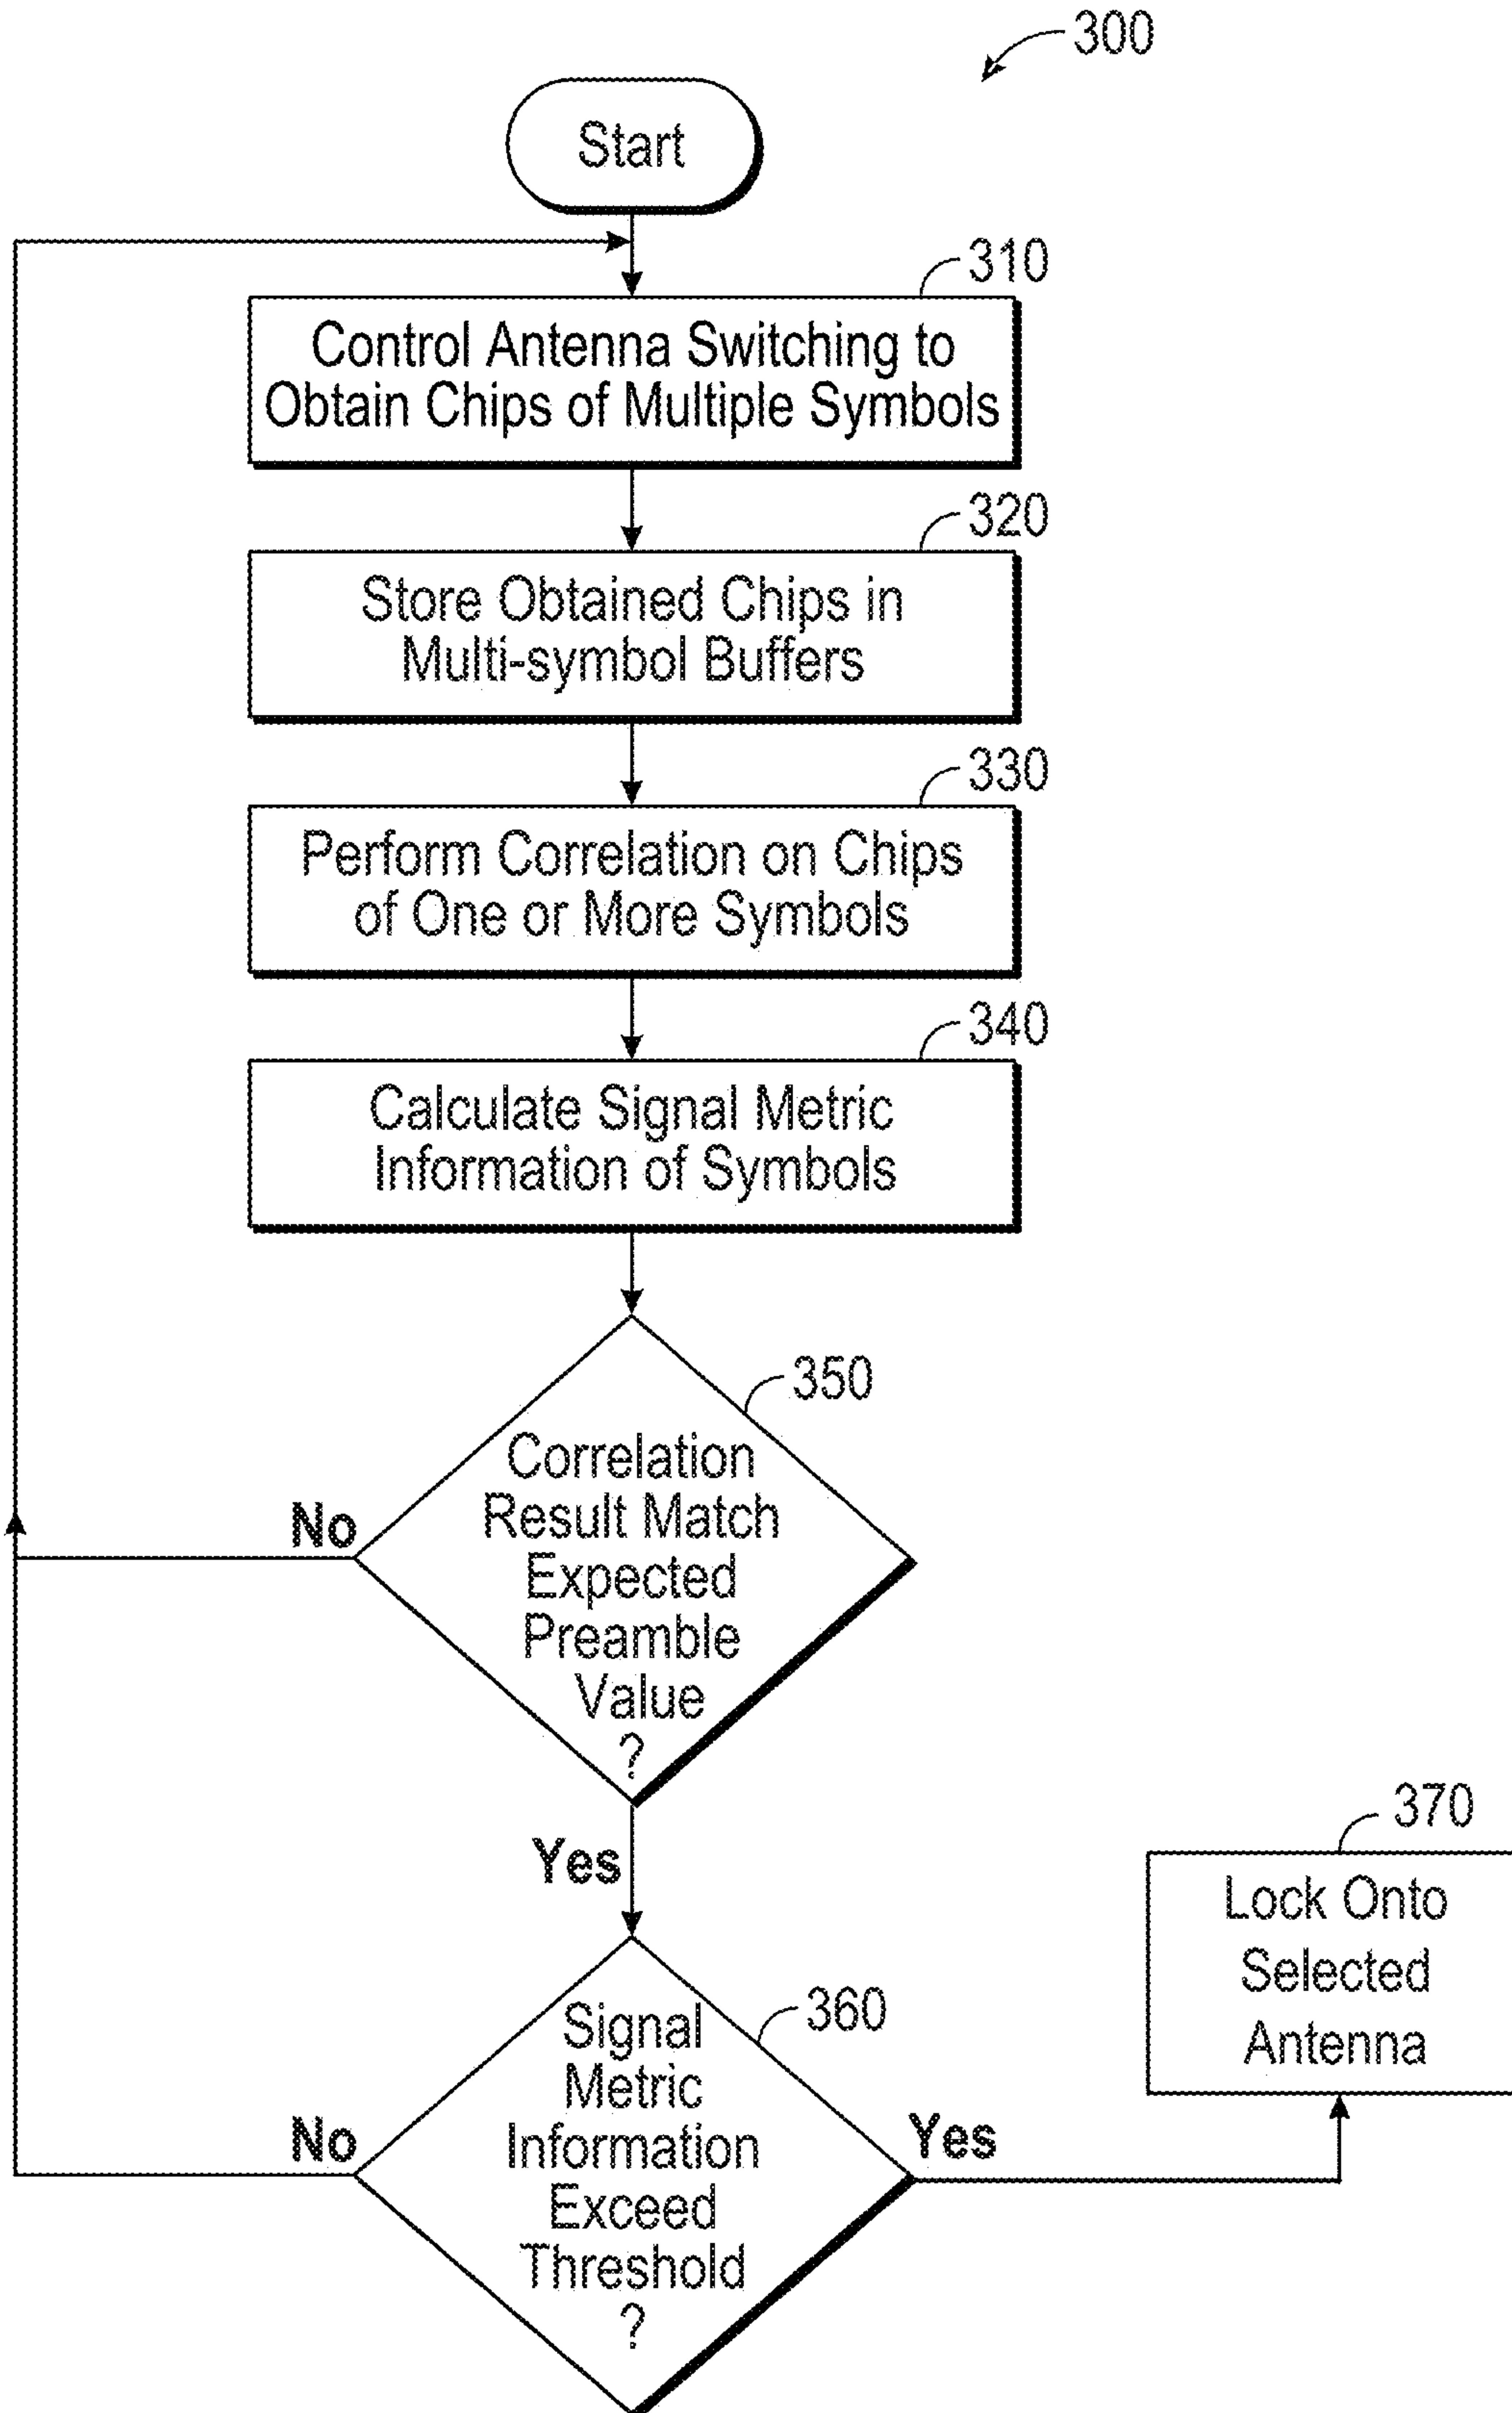 300
Start
310
Control Antenna Switching to
Obtain Chips of Multiple Symbols
320
Store Obtained Chips in
Multi-symbol Buffers
330
Perform Correlation on Chips
of One or More Symbols
340
Calculate Signal Metric
Information of Symbols
350
Correlation
Result Match
Expected
Preamble
Value
?
No
Yes
370
Lock Onto
Selected
Antenna
360
Signal
Metric
Information
Exceed
Threshold
?
No
Yes